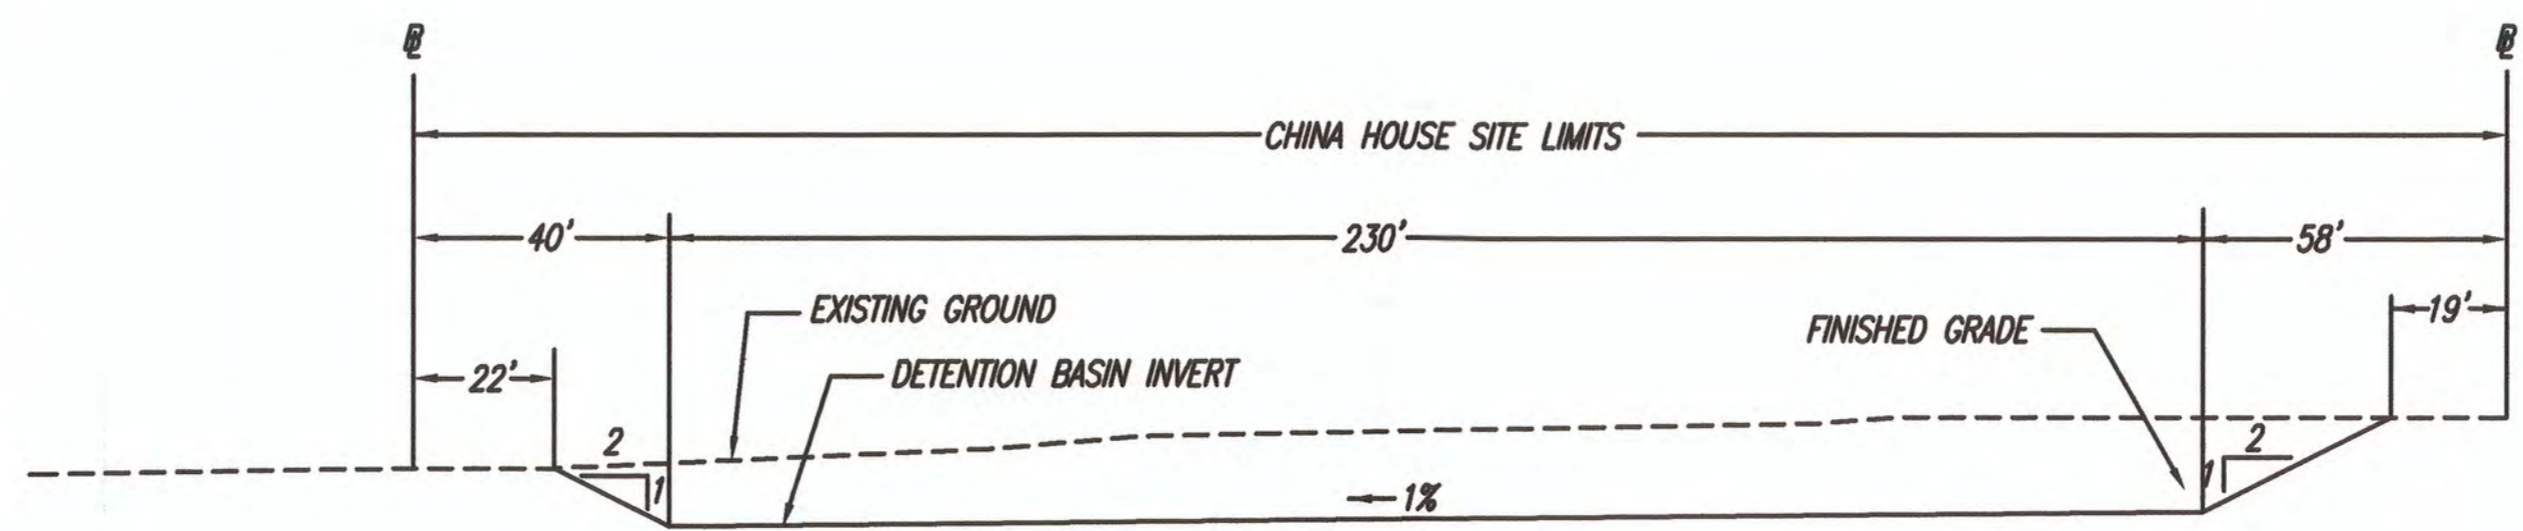 ℞ ℞
CHINA HOUSE SITE LIMITS
40' 230' 58'
EXISTING GROUND
19'
FINISHED GRADE
22'
DETENTION BASIN INVERT
2
1
2
1
1%